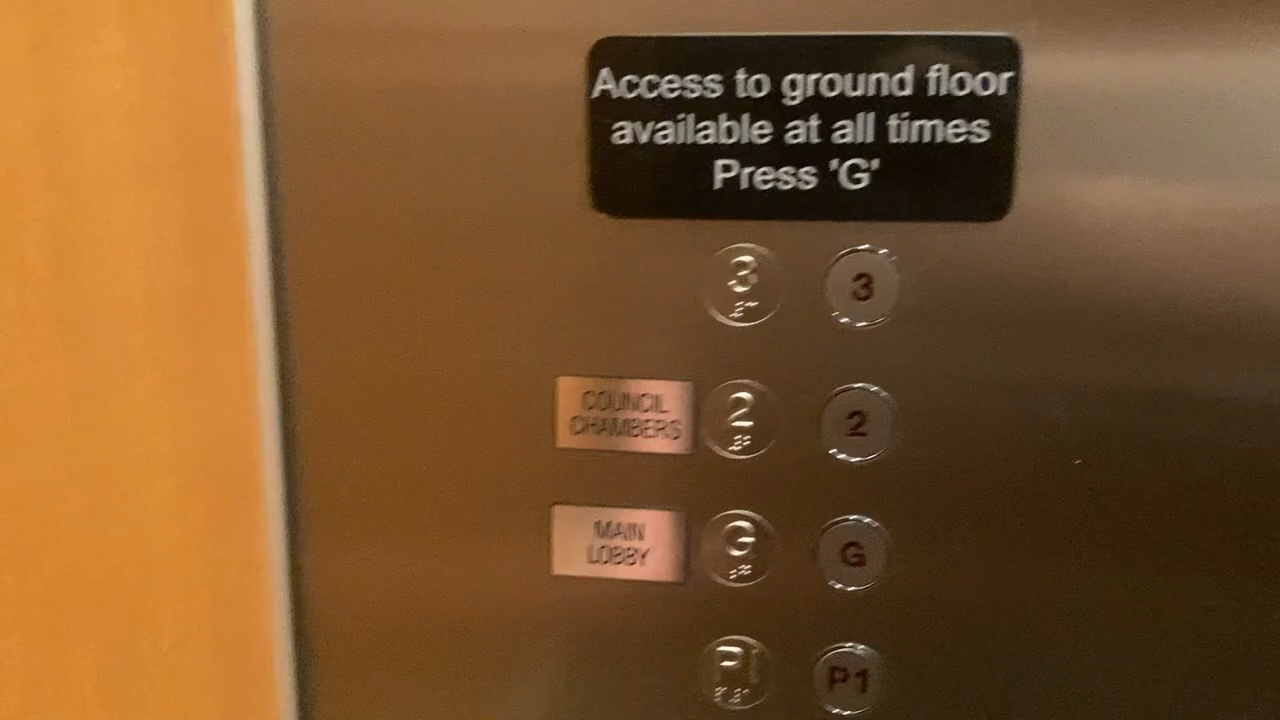 Access to ground floor
available at all times
Press 'G'
3 3
COUNCIL
CHAMBERS
2 2
MAIN
LOBBY
G G
P1 P1